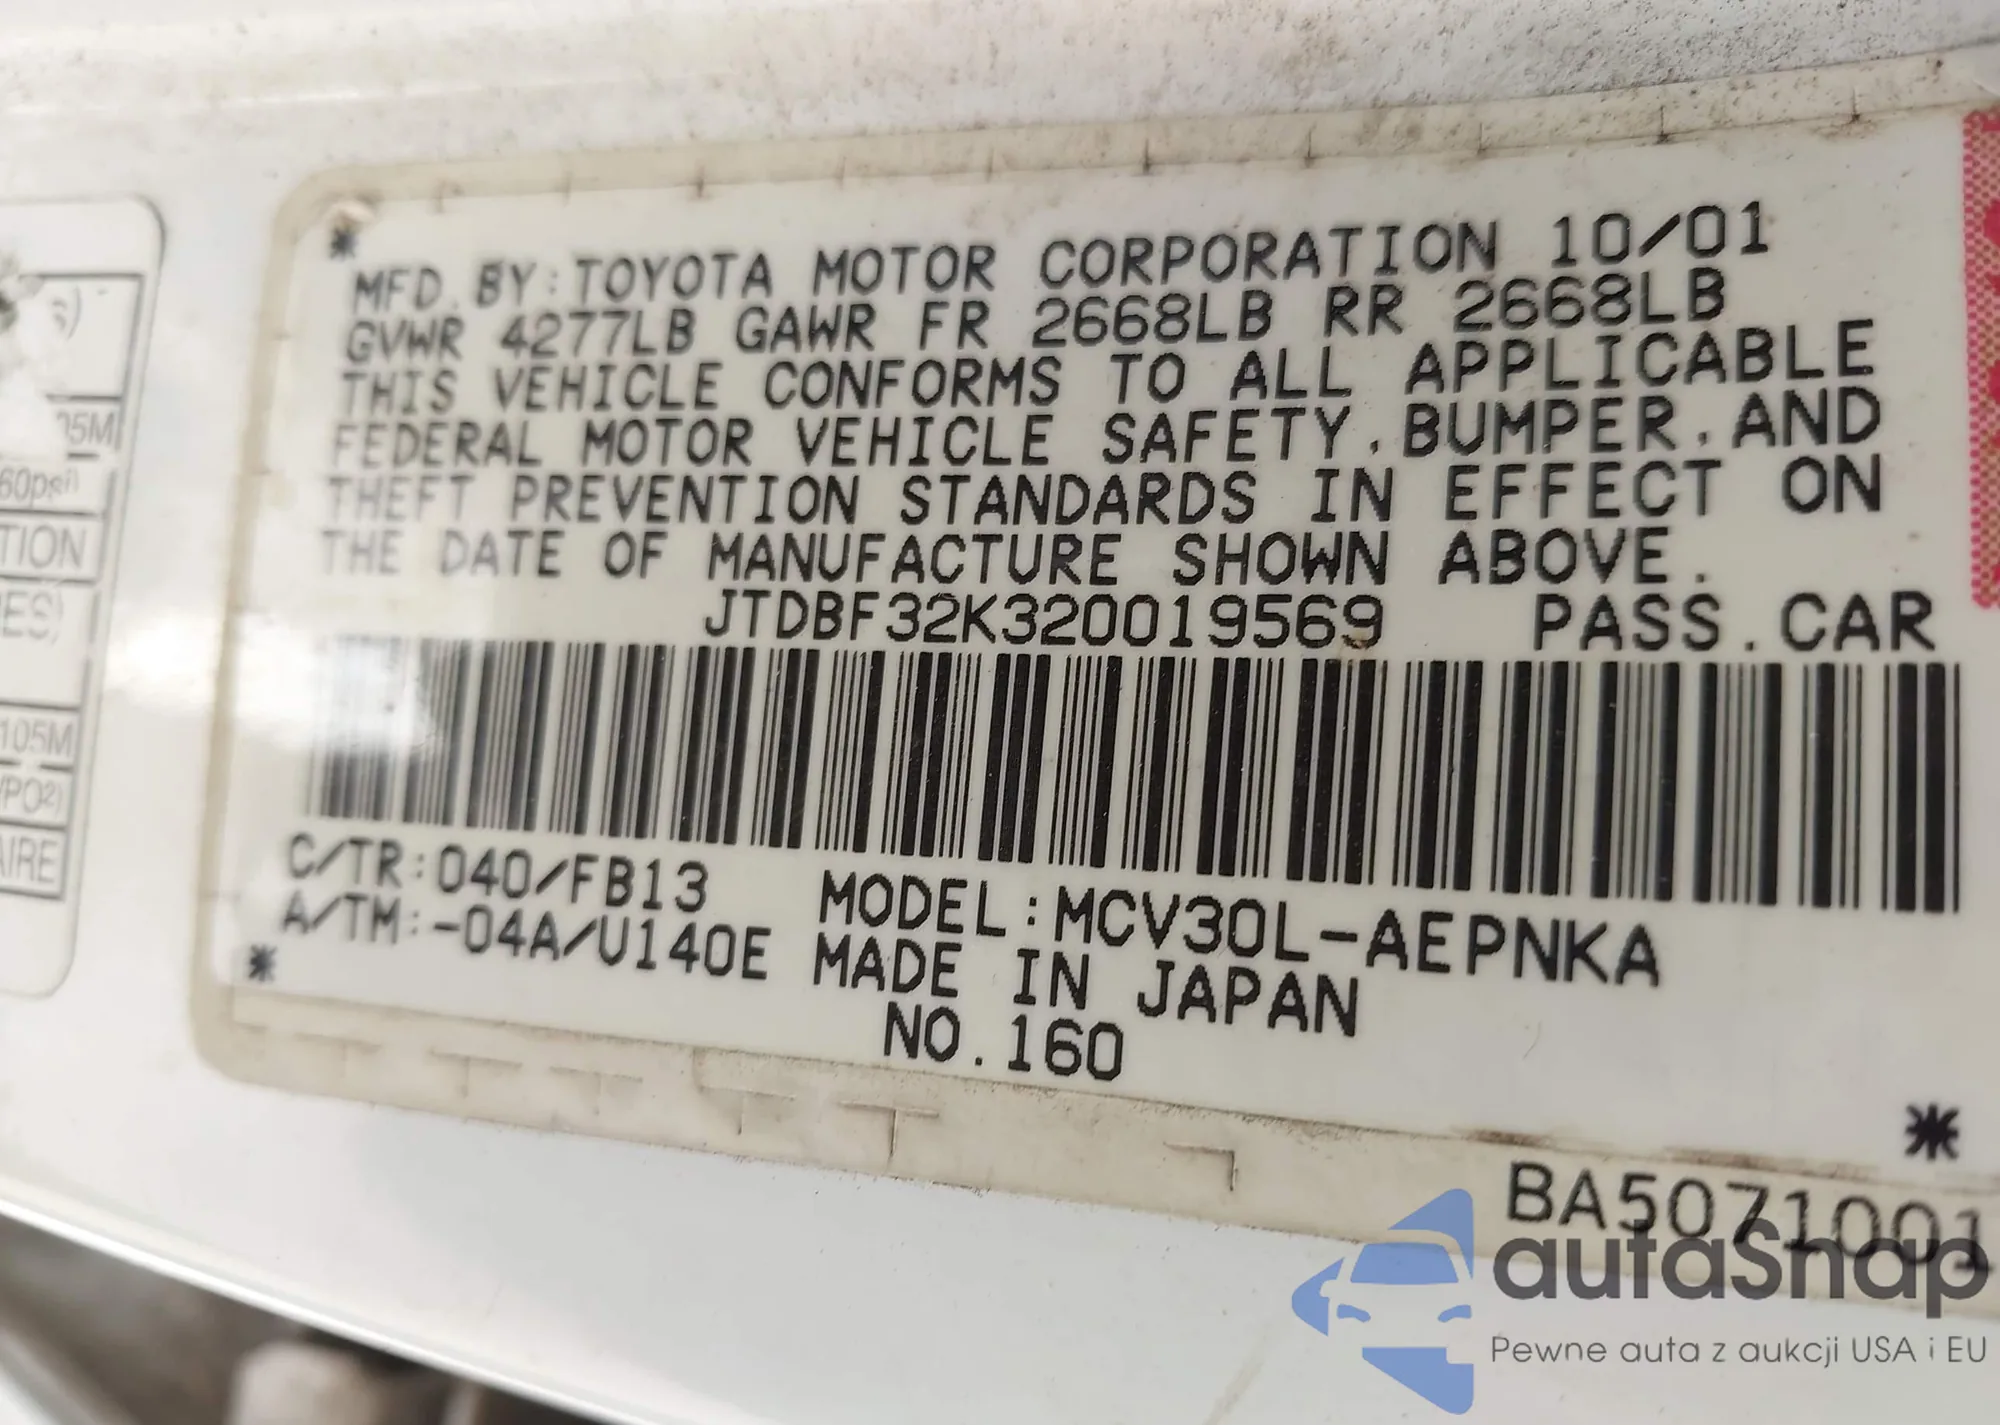 MFD. BY: TOYOTA MOTOR CORPORATION 10/01
GVWR 4277LB GAWR FR 2668LB RR 2668LB
THIS VEHICLE CONFORMS TO ALL APPLICABLE
FEDERAL MOTOR VEHICLE SAFETY, BUMPER, AND
THEFT PREVENTION STANDARDS IN EFFECT ON
THE DATE OF MANUFACTURE SHOWN ABOVE.
JTDBF32K320019569 PASS. CAR
C/TR: 040/FB13 MODEL: MCV30L-AEPNKA
A/TM: -04A/U140E MADE IN JAPAN
NO. 160
BA5071001
105M
autaSnap
Pewne auta z aukcji USA i EU